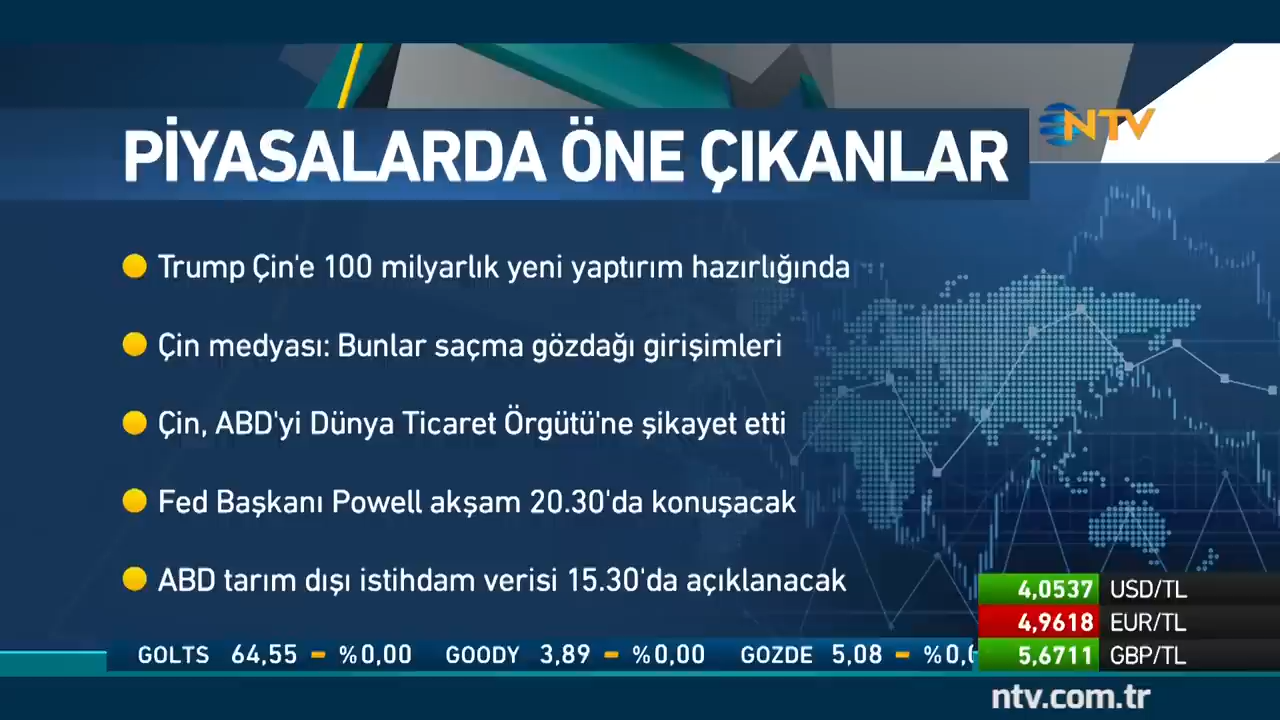 PİYASALARDA ÖNE ÇIKANLAR
NTV
Trump Çin'e 100 milyarlık yeni yaptırım hazırlığında
Çin medyası: Bunlar saçma gözdağı girişimleri
Çin, ABD'yi Dünya Ticaret Örgütü'ne şikayet etti
Fed Başkanı Powell akşam 20.30'da konuşacak
ABD tarım dışı istihdam verisi 15.30'da açıklanacak
4,0537 USD/TL
4,9618 EUR/TL
5,6711 GBP/TL
GOLTS 64,55 - %0,00 GOODY 3,89 - %0,00 GOZDE 5,08 - %0,0
ntv.com.tr